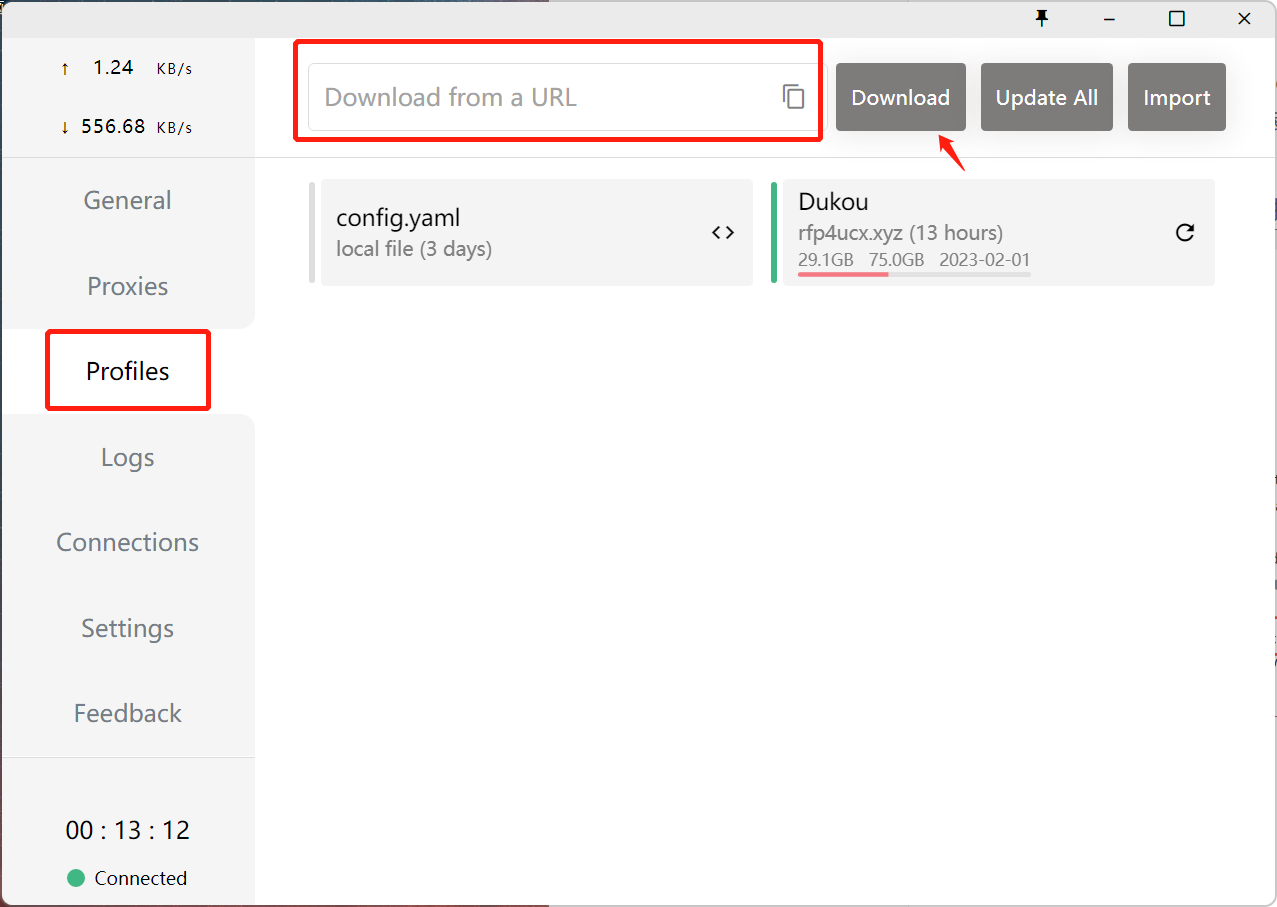 ↑ 1.24 KB/s
↓ 556.68 KB/s
General
Proxies
Profiles
Logs
Connections
Settings
Feedback
00 : 13 : 12
Connected
Download from a URL
Download
Update All
Import
config.yaml
local file (3 days)
Dukou
rfp4ucx.xyz (13 hours)
29.1GB 75.0GB 2023-02-01